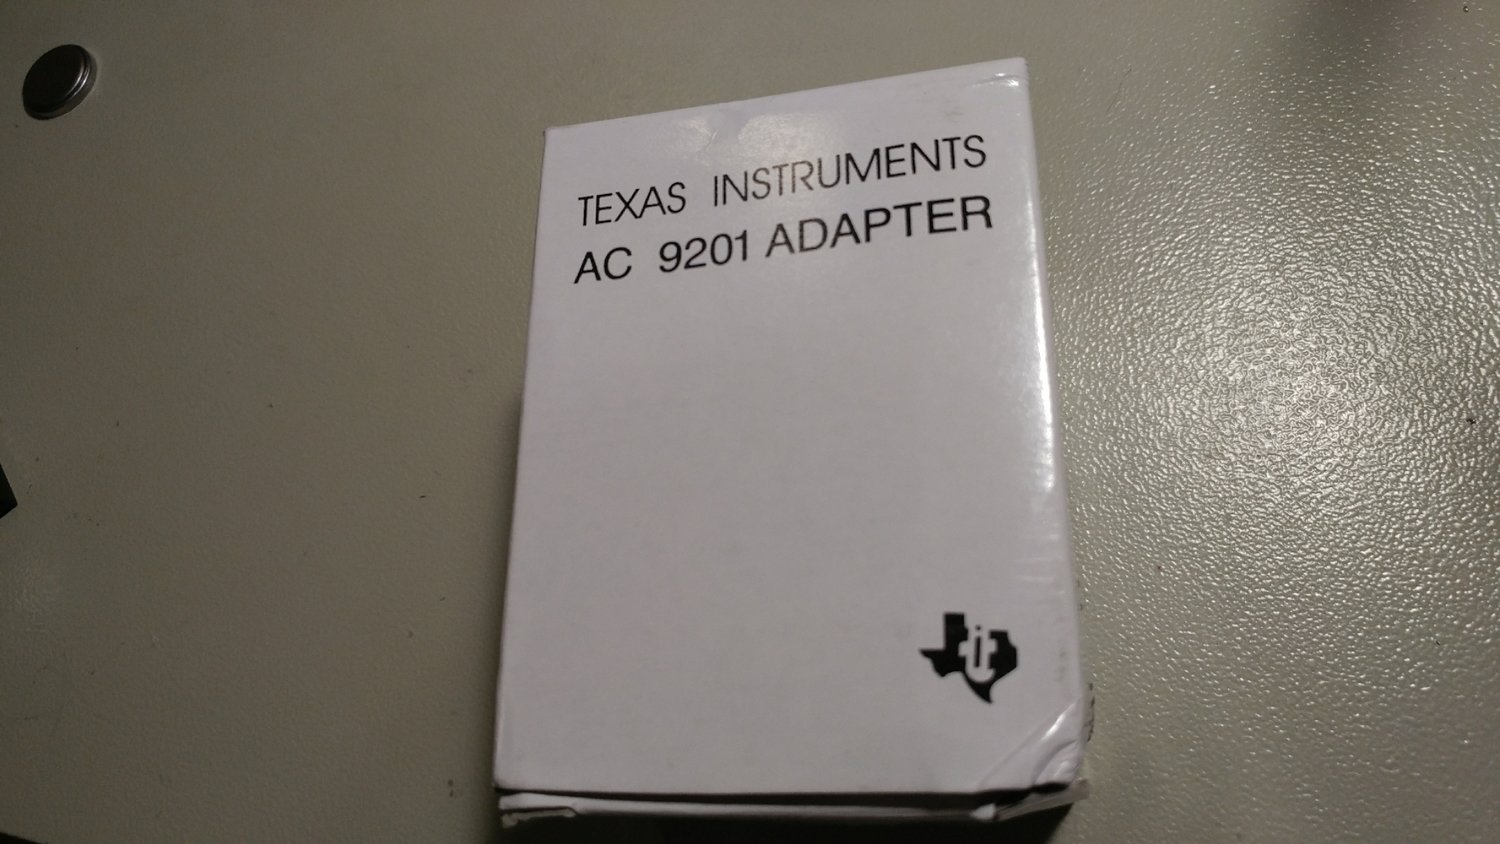 TEXAS INSTRUMENTS
AC 9201 ADAPTER